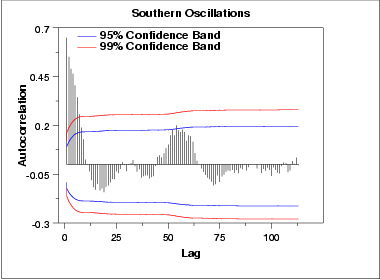 Southern Oscillations
95% Confidence Band
99% Confidence Band
Autocorrelation
0.7
0.45
0.2
-0.05
-0.3
0
25
50
75
100
Lag